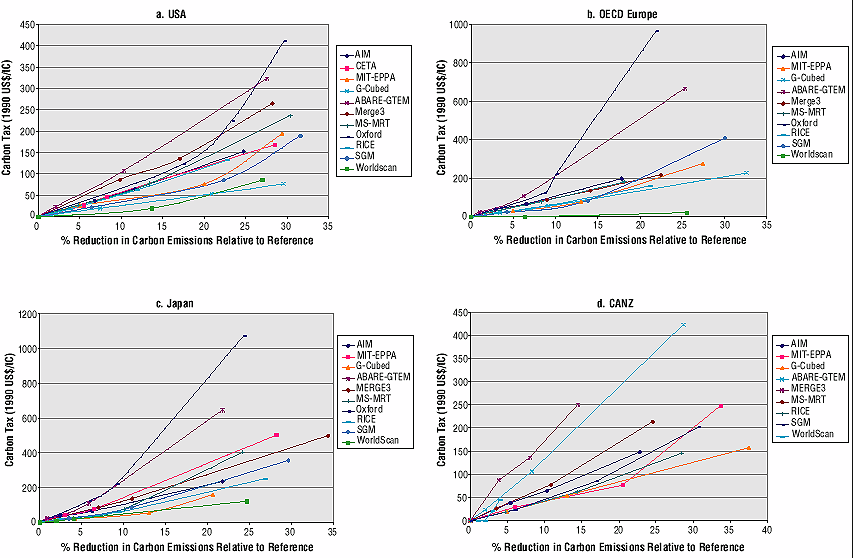 a. USA
Carbon Tax (1990 US$/IC)
450
400
350
300
250
200
150
100
50
0
0 5 10 15 20 25 30 35
% Reduction in Carbon Emissions Relative to Reference
AIM
CETA
MIT-EPPA
G-Cubed
ABARE-GTEM
Merge3
MS-MRT
Oxford
RICE
SGM
Worldscan
b. OECD Europe
Carbon Tax (1990 US$/IC)
1000
800
600
400
200
0
0 5 10 15 20 25 30 35
% Reduction in Carbon Emissions Relative to Reference
AIM
MIT-EPPA
G-Cubed
ABARE-GTEM
Merge3
MS-MRT
Oxford
RICE
SGM
Worldscan
c. Japan
Carbon Tax (1990 US$/IC)
1200
1000
800
600
400
200
0
0 5 10 15 20 25 30 35
% Reduction in Carbon Emissions Relative to Reference
AIM
MIT-EPPA
G-Cubed
ABARE-GTEM
MERGE3
MS-MRT
Oxford
RICE
SGM
WorldScan
d. CANZ
Carbon Tax (1990 US$/IC)
450
400
350
300
250
200
150
100
50
0
0 5 10 15 20 25 30 35 40
% Reduction in Carbon Emissions Relative to Reference
AIM
MIT-EPPA
G-Cubed
ABARE-GTEM
MERGE3
MS-MRT
RICE
SGM
WorldScan